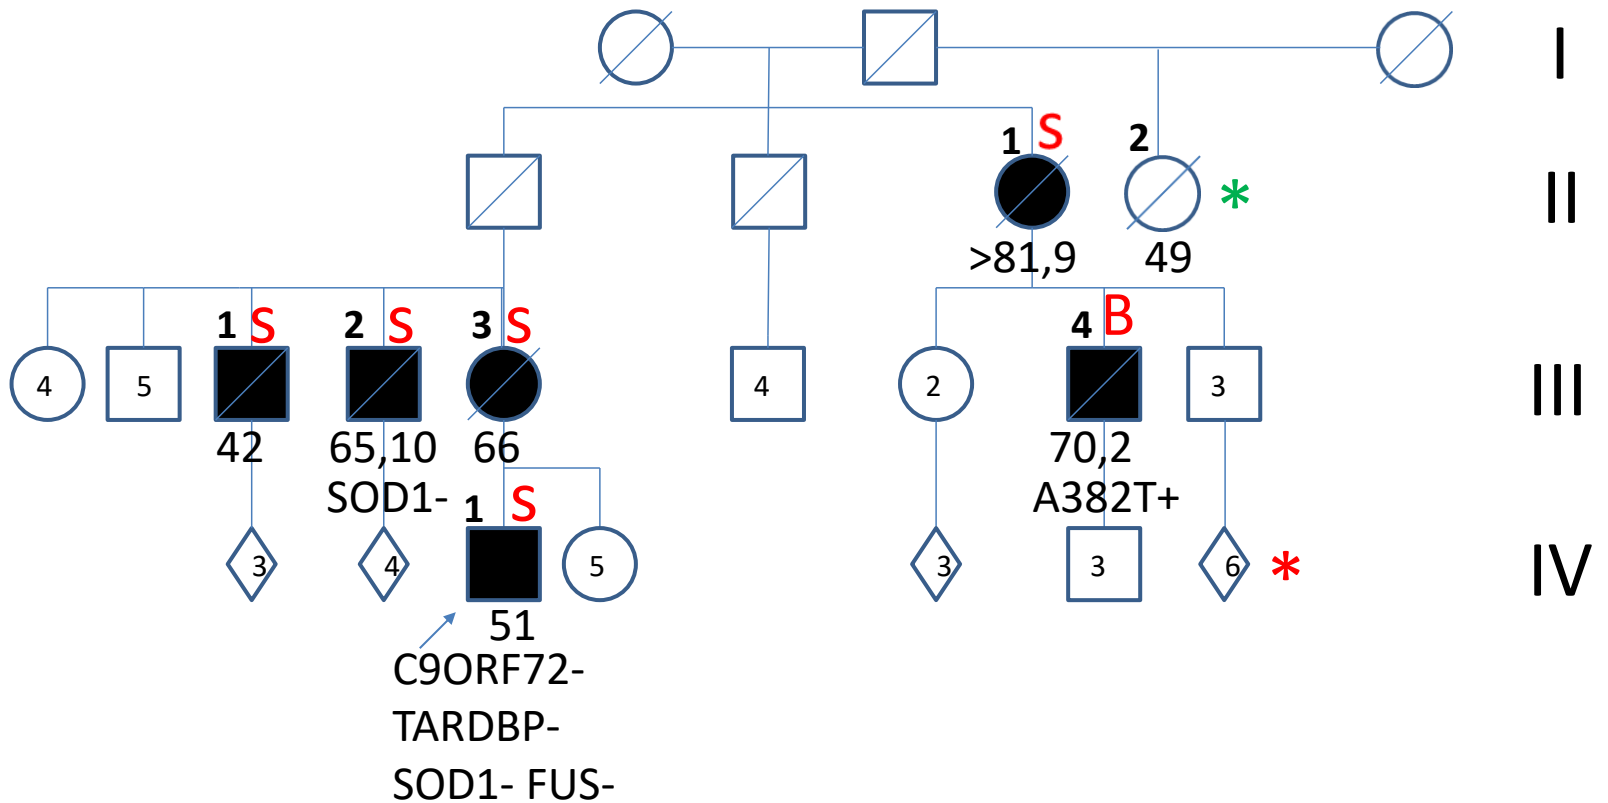 I
1 S 2
* II
>81,9 49
1 S 2 S 3 S 4 B
4 5 4 2 3 III
42 65,10 66 70,2
SOD1- 1 S A382T+
3 4 5 3 3 6 * IV
51
C9ORF72-
TARDBP-
SOD1- FUS-